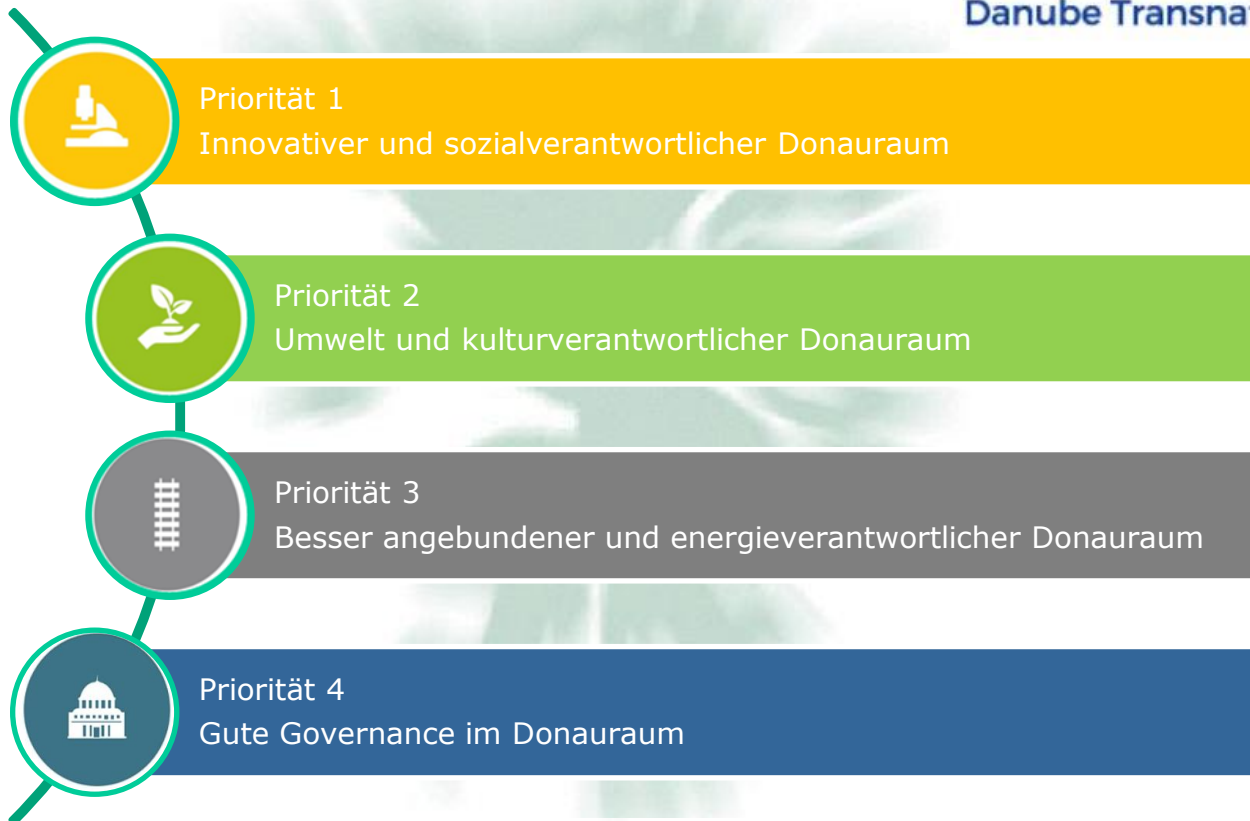 Danube Transna
Priorität 1
Innovativer und sozialverantwortlicher Donauraum
Priorität 2
Umwelt und kulturverantwortlicher Donauraum
Priorität 3
Besser angebundener und energieverantwortlicher Donauraum
Priorität 4
Gute Governance im Donauraum